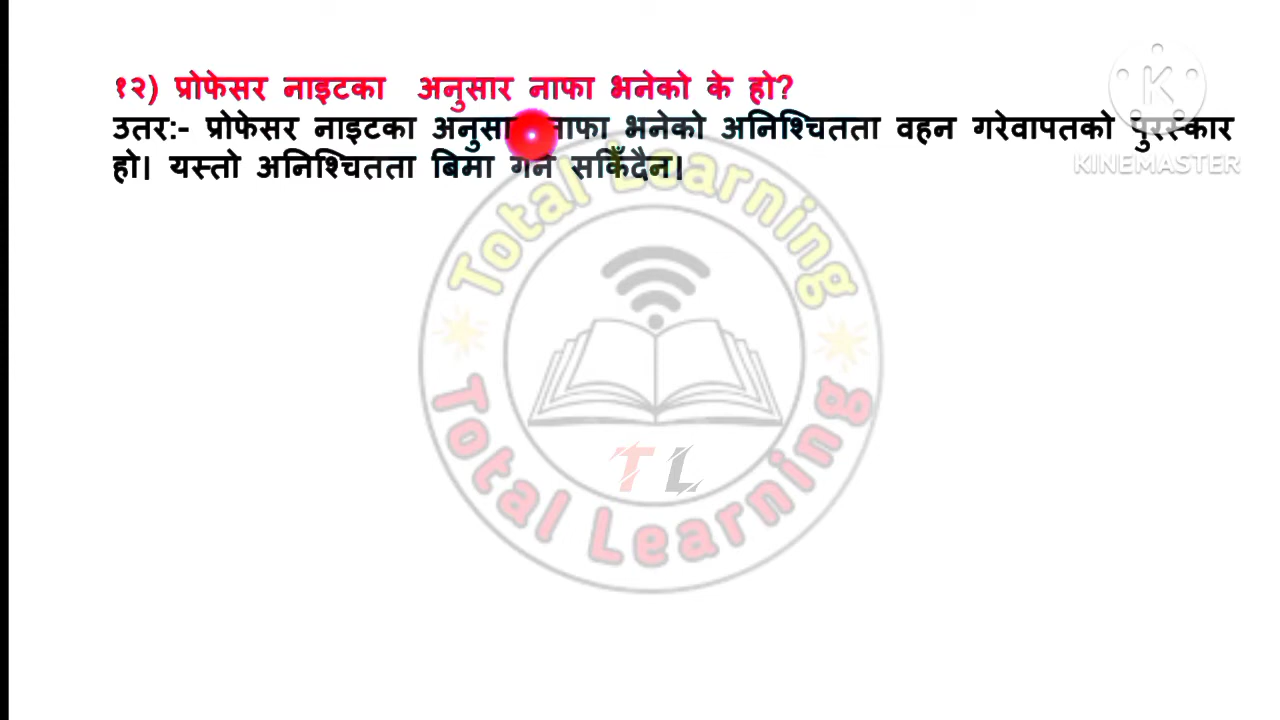 १२) प्रोफेसर नाइटका अनुसार नाफा भनेको के हो?
उतर:- प्रोफेसर नाइटका अनुसार नाफा भनेको अनिश्चितता वहन गरेवापतको पुरस्कार
हो। यस्तो अनिश्चितता बिमा गर्न सकिँदैन।
KINEMASTER
Total Learning
TL
Total Learning